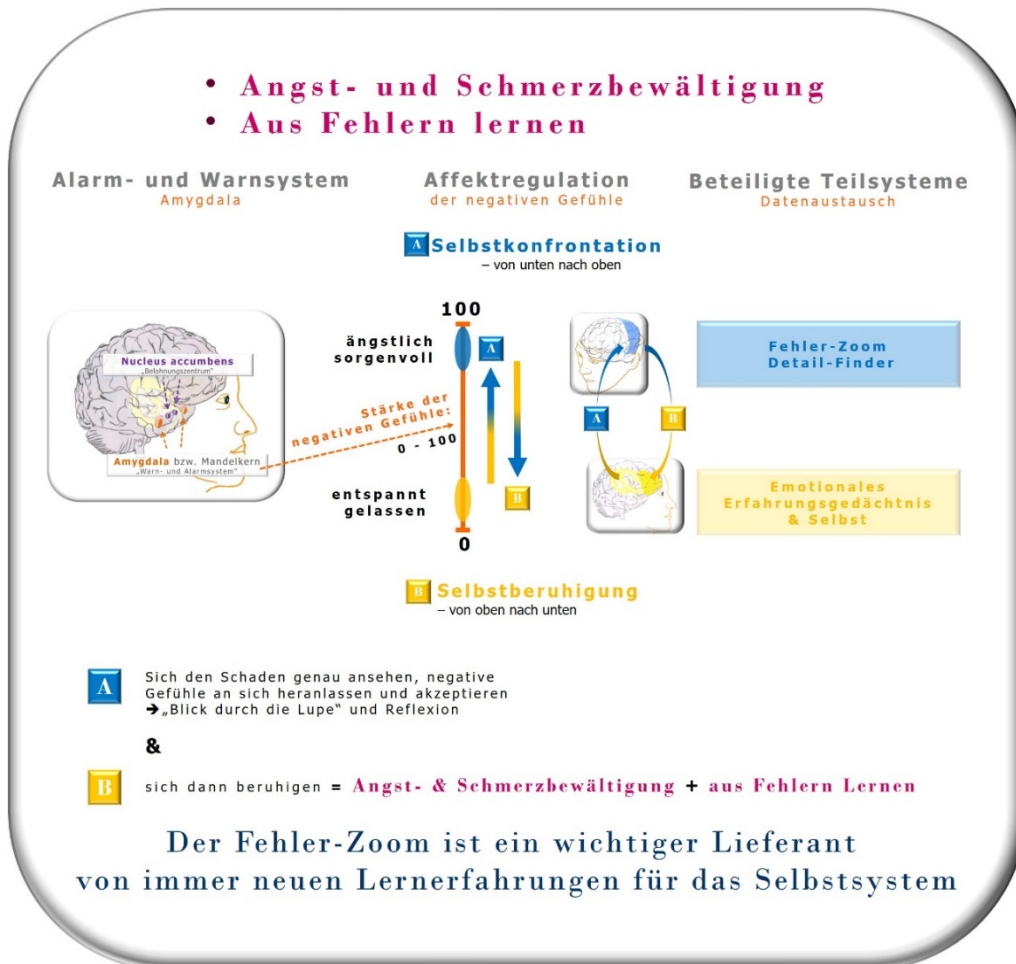 • Angst- und Schmerzbewältigung
• Aus Fehlern lernen
Alarm- und Warnsystem
Amygdala
Affektregulation
der negativen Gefühle
Beteiligte Teilsysteme
Datenaustausch
A Selbstkonfrontation
– von unten nach oben
Nucleus accumbens
„Belohnungszentrum“
Amygdala bzw. Mandelkern
„Warn- und Alarmsystem“
100
ängstlich
sorgenvoll
Stärke der
negativen Gefühle:
0 - 100
entspannt
gelassen
0
A
B
A
B
Fehler-Zoom
Detail-Finder
Emotionales
Erfahrungsgedächtnis
& Selbst
B Selbstberuhigung
– von oben nach unten
A Sich den Schaden genau ansehen, negative
Gefühle an sich heranlassen und akzeptieren
➔„Blick durch die Lupe“ und Reflexion
&
B sich dann beruhigen = Angst- & Schmerzbewältigung + aus Fehlern Lernen
Der Fehler-Zoom ist ein wichtiger Lieferant
von immer neuen Lernerfahrungen für das Selbstsystem